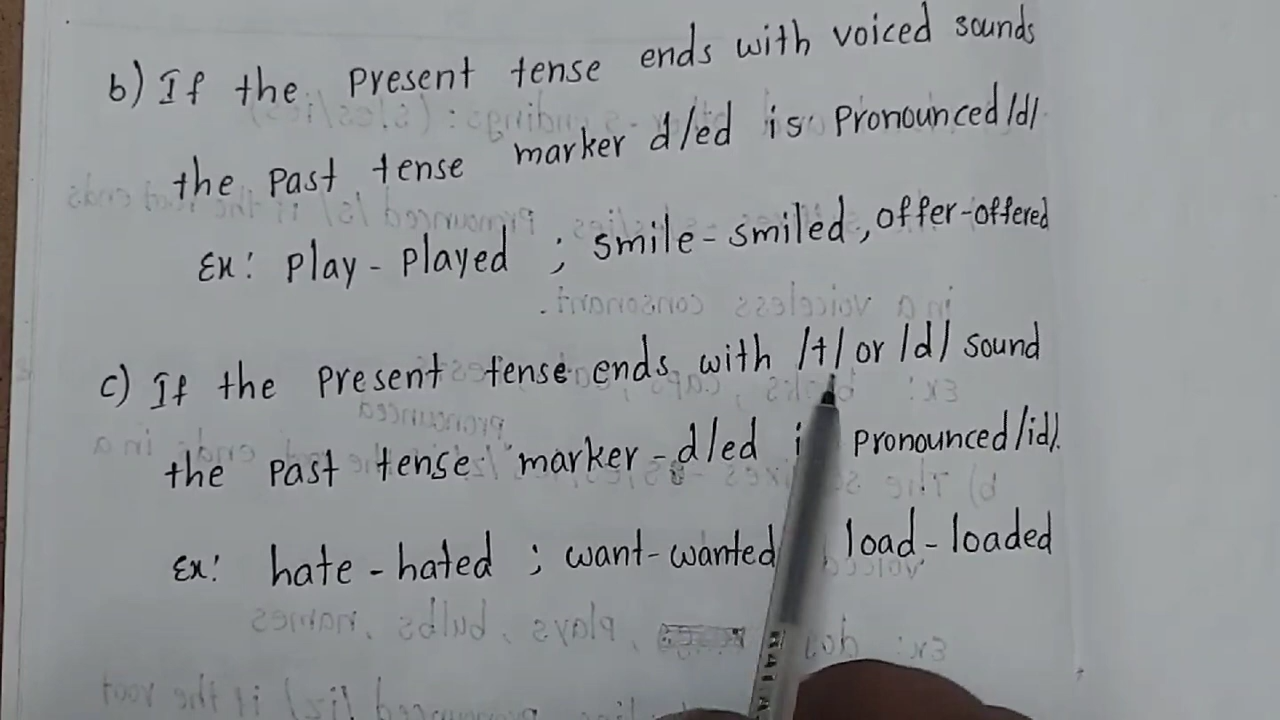 b) If the present tense ends with voiced sounds
the past tense marker d/ed is pronounced /d/
Ex: play - played ; smile - smiled, offer - offered
c) If the present tense ends with /t/ or /d/ sound
the past tense marker - d/ed i pronounced /id/.
Ex: hate - hated ; want - wanted , load - loaded